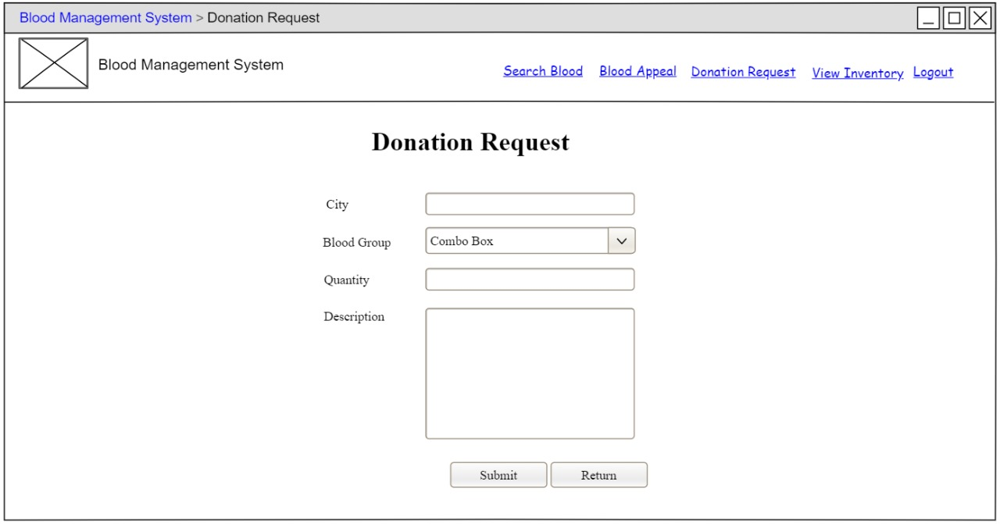 Blood Management System > Donation Request
Blood Management System
Search Blood Blood Appeal Donation Request View Inventory Logout
Donation Request
City
Blood Group Combo Box
Quantity
Description
Submit Return